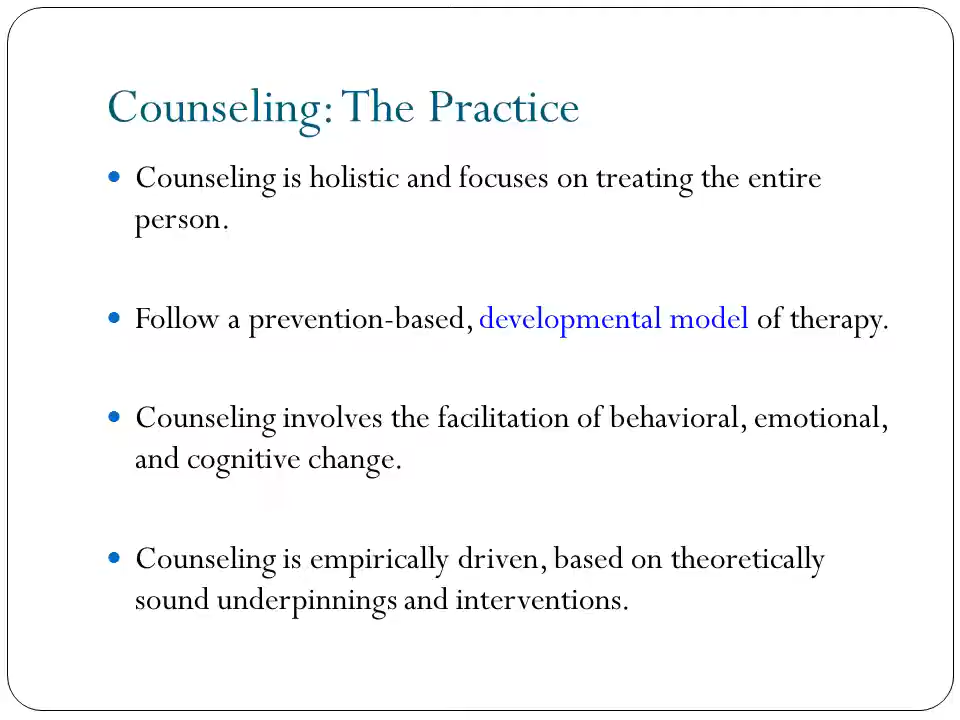 Counseling: The Practice
• Counseling is holistic and focuses on treating the entire
person.
• Follow a prevention-based, developmental model of therapy.
• Counseling involves the facilitation of behavioral, emotional,
and cognitive change.
• Counseling is empirically driven, based on theoretically
sound underpinnings and interventions.